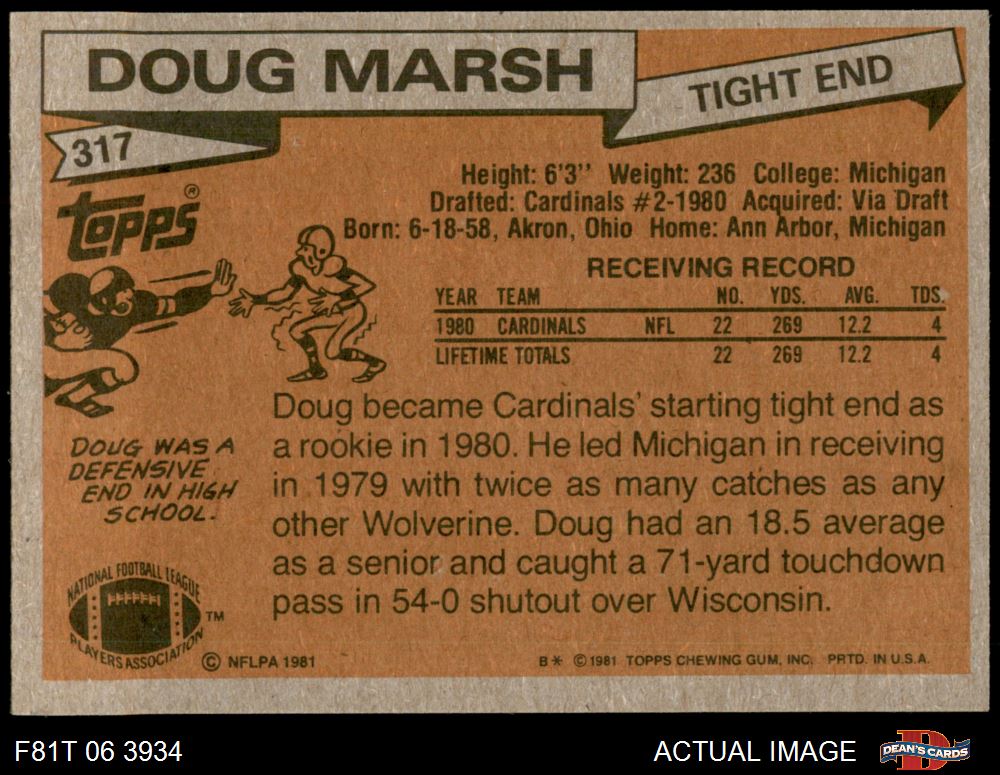 DOUG MARSH
TIGHT END
317
TOPPS®
Height: 6'3'' Weight: 236 College: Michigan
Drafted: Cardinals #2-1980 Acquired: Via Draft
Born: 6-18-58, Akron, Ohio Home: Ann Arbor, Michigan
RECEIVING RECORD
YEAR TEAM NO. YDS. AVG. TDS.
1980 CARDINALS NFL 22 269 12.2 4
LIFETIME TOTALS 22 269 12.2 4
Doug became Cardinals' starting tight end as
a rookie in 1980. He led Michigan in receiving
in 1979 with twice as many catches as any
other Wolverine. Doug had an 18.5 average
as a senior and caught a 71-yard touchdown
pass in 54-0 shutout over Wisconsin.
DOUG WAS A
DEFENSIVE
END IN HIGH
SCHOOL.
NATIONAL FOOTBALL LEAGUE
PLAYERS ASSOCIATION
TM
© NFLPA 1981
B* © 1981 TOPPS CHEWING GUM, INC. PRTD. IN U.S.A.
F81T 06 3934
ACTUAL IMAGE
D
DEAN'S CARDS